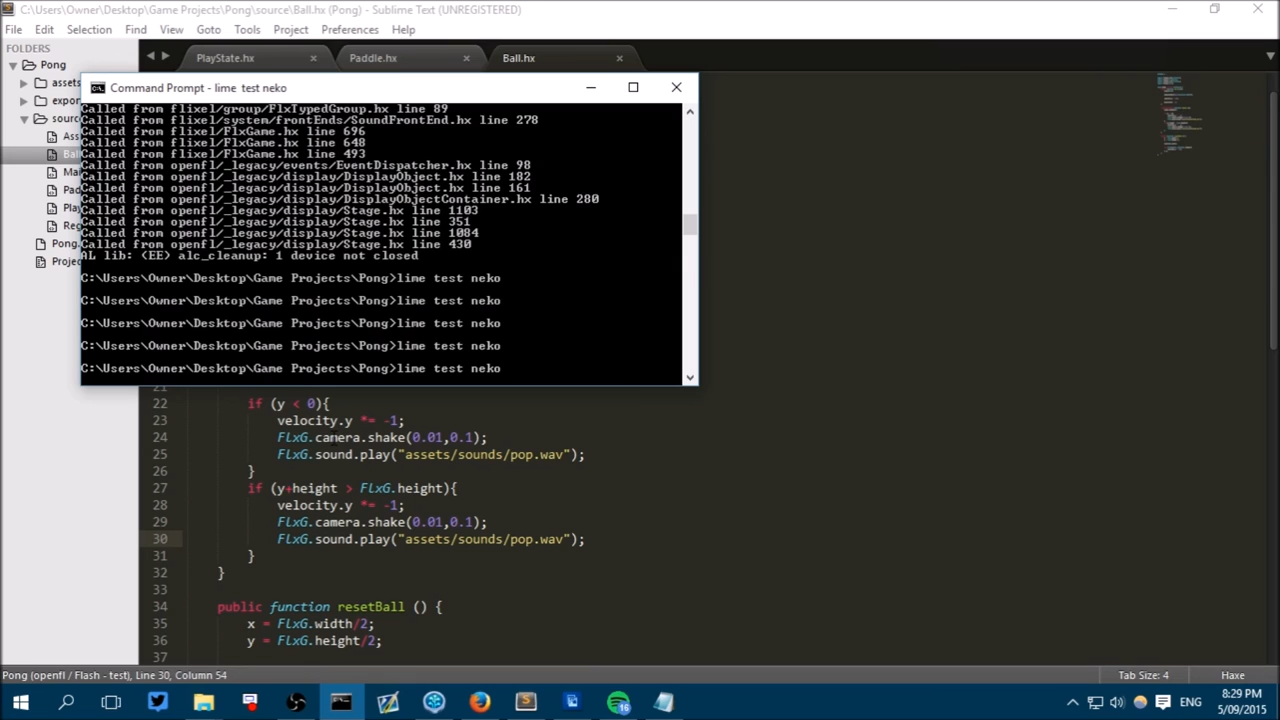 C:\Users\Owner\Desktop\Game Projects\Pong\source\Ball.hx (Pong) - Sublime Text (UNREGISTERED)
File Edit Selection Find View Goto Tools Project Preferences Help
FOLDERS
Pong
assets
expor
sourc
Ass
Bal
Mai
Pad
Play
Reg
Pong.
Projec
PlayState.hx
Paddle.hx
Ball.hx
Command Prompt - lime test neko
Called from flixel/group/FlxTypedGroup.hx line 89
Called from flixel/system/frontEnds/SoundFrontEnd.hx line 278
Called from flixel/FlxGame.hx line 696
Called from flixel/FlxGame.hx line 648
Called from flixel/FlxGame.hx line 493
Called from openfl/_legacy/events/EventDispatcher.hx line 98
Called from openfl/_legacy/display/DisplayObject.hx line 182
Called from openfl/_legacy/display/DisplayObject.hx line 161
Called from openfl/_legacy/display/DisplayObjectContainer.hx line 280
Called from openfl/_legacy/display/Stage.hx line 1103
Called from openfl/_legacy/display/Stage.hx line 351
Called from openfl/_legacy/display/Stage.hx line 1084
Called from openfl/_legacy/display/Stage.hx line 430
AL lib: (EE) alc_cleanup: 1 device not closed
C:\Users\Owner\Desktop\Game Projects\Pong>lime test neko
C:\Users\Owner\Desktop\Game Projects\Pong>lime test neko
C:\Users\Owner\Desktop\Game Projects\Pong>lime test neko
C:\Users\Owner\Desktop\Game Projects\Pong>lime test neko
C:\Users\Owner\Desktop\Game Projects\Pong>lime test neko
21
22 if (y < 0){
23 velocity.y *= -1;
24 FlxG.camera.shake(0.01,0.1);
25 FlxG.sound.play("assets/sounds/pop.wav");
26 }
27 if (y+height > FlxG.height){
28 velocity.y *= -1;
29 FlxG.camera.shake(0.01,0.1);
30 FlxG.sound.play("assets/sounds/pop.wav");
31 }
32 }
33
34 public function resetBall () {
35 x = FlxG.width/2;
36 y = FlxG.height/2;
37
Pong (openfl / Flash - test), Line 30, Column 54
Tab Size: 4
Haxe
16
ENG
8:29 PM
5/09/2015